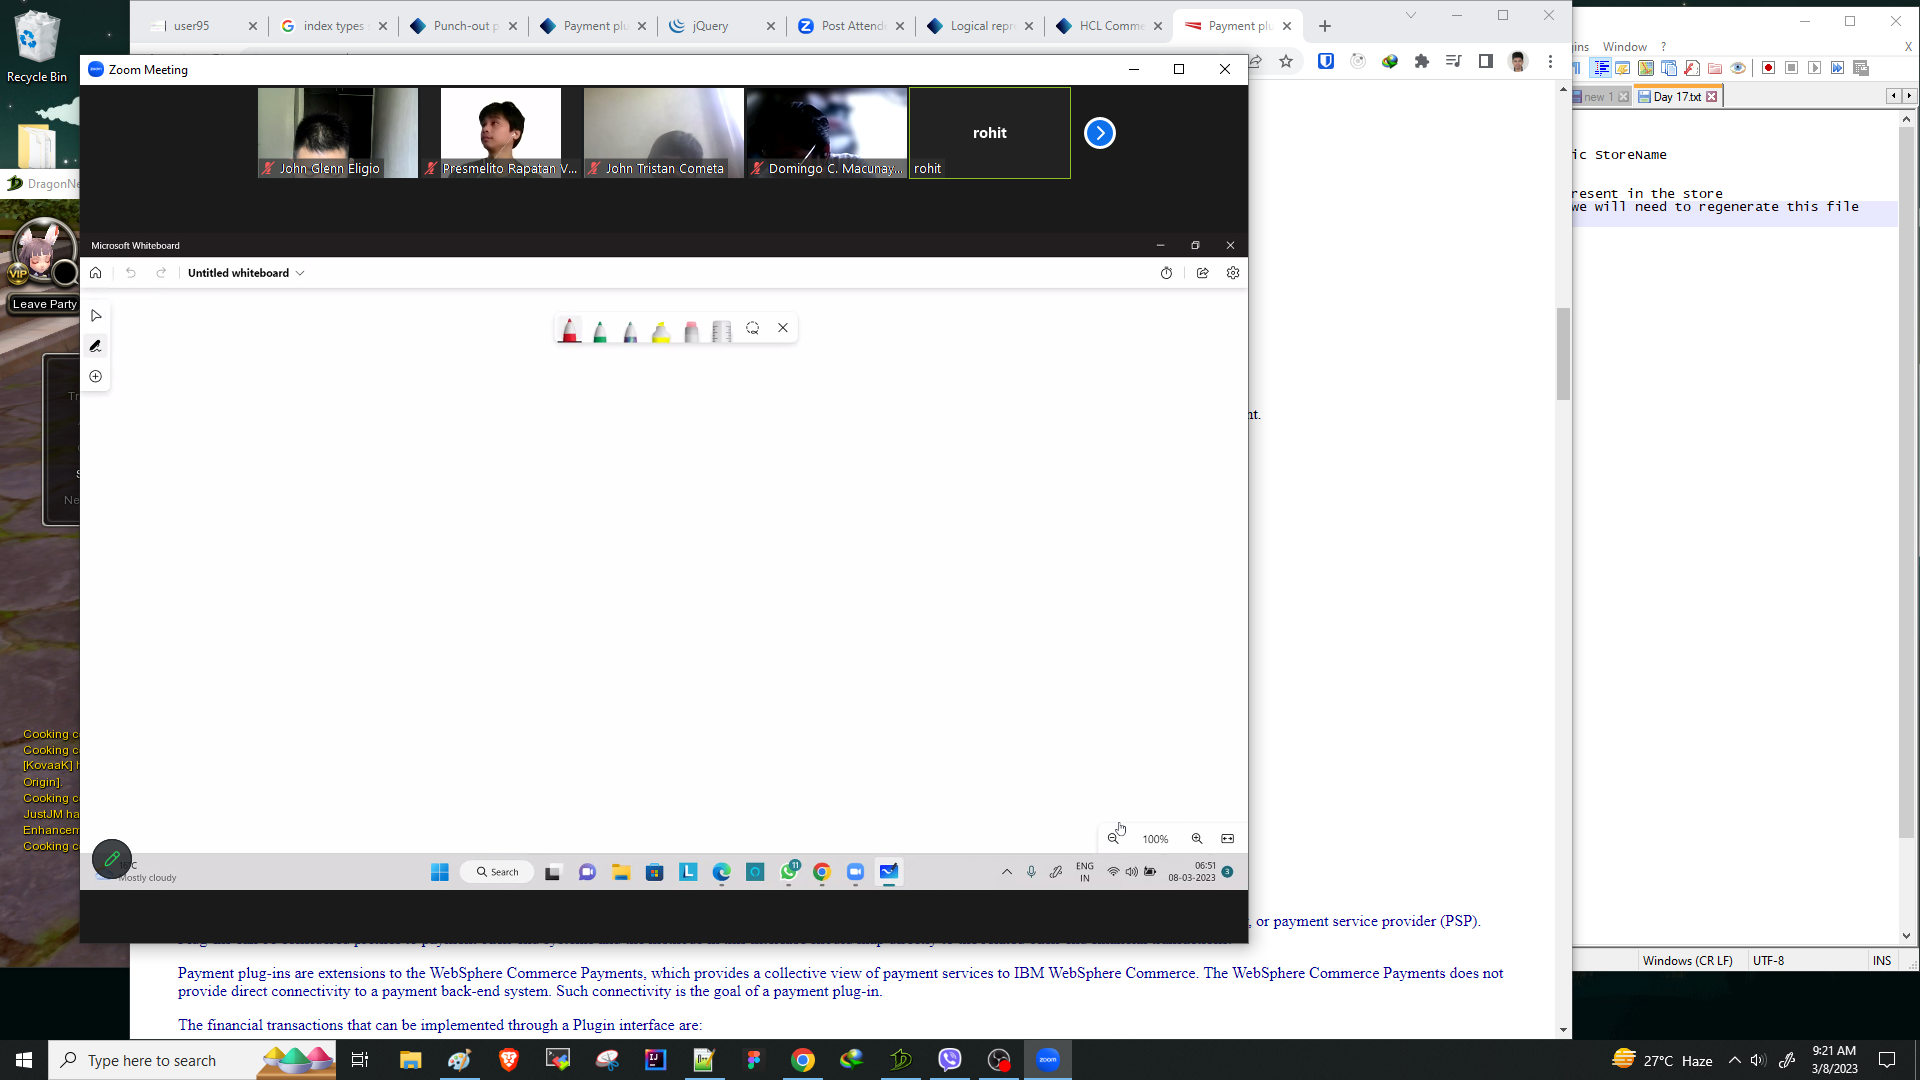 Recycle Bin
user95
index types
Punch-out p
Payment plu
jQuery
Post Attend
Logical repr
HCL Comme
Payment plu
Window ?
X
new 1
Day 17.txt
Zoom Meeting
John Glenn Eligio
Presmelito Rapatan V...
John Tristan Cometa
Domingo C. Macunay...
rohit
rohit
ic StoreName
resent in the store
we will need to regenerate this file
DragonNe
VIP
Leave Party
Microsoft Whiteboard
Untitled whiteboard
Tr
Ne
nt.
Cooking c
Cooking c
[KovaaK] h
Origin].
Cooking c
JustJM ha
Enhancem
Cooking c
100%
Mostly cloudy
Search
11
ENG
IN
06:51
08-03-2023
3
, or payment service provider (PSP).
Payment plug-ins are extensions to the WebSphere Commerce Payments, which provides a collective view of payment services to IBM WebSphere Commerce. The WebSphere Commerce Payments does not
provide direct connectivity to a payment back-end system. Such connectivity is the goal of a payment plug-in.
The financial transactions that can be implemented through a Plugin interface are:
Windows (CR LF)
UTF-8
INS
Type here to search
zoom
27°C Haze
9:21 AM
3/8/2023